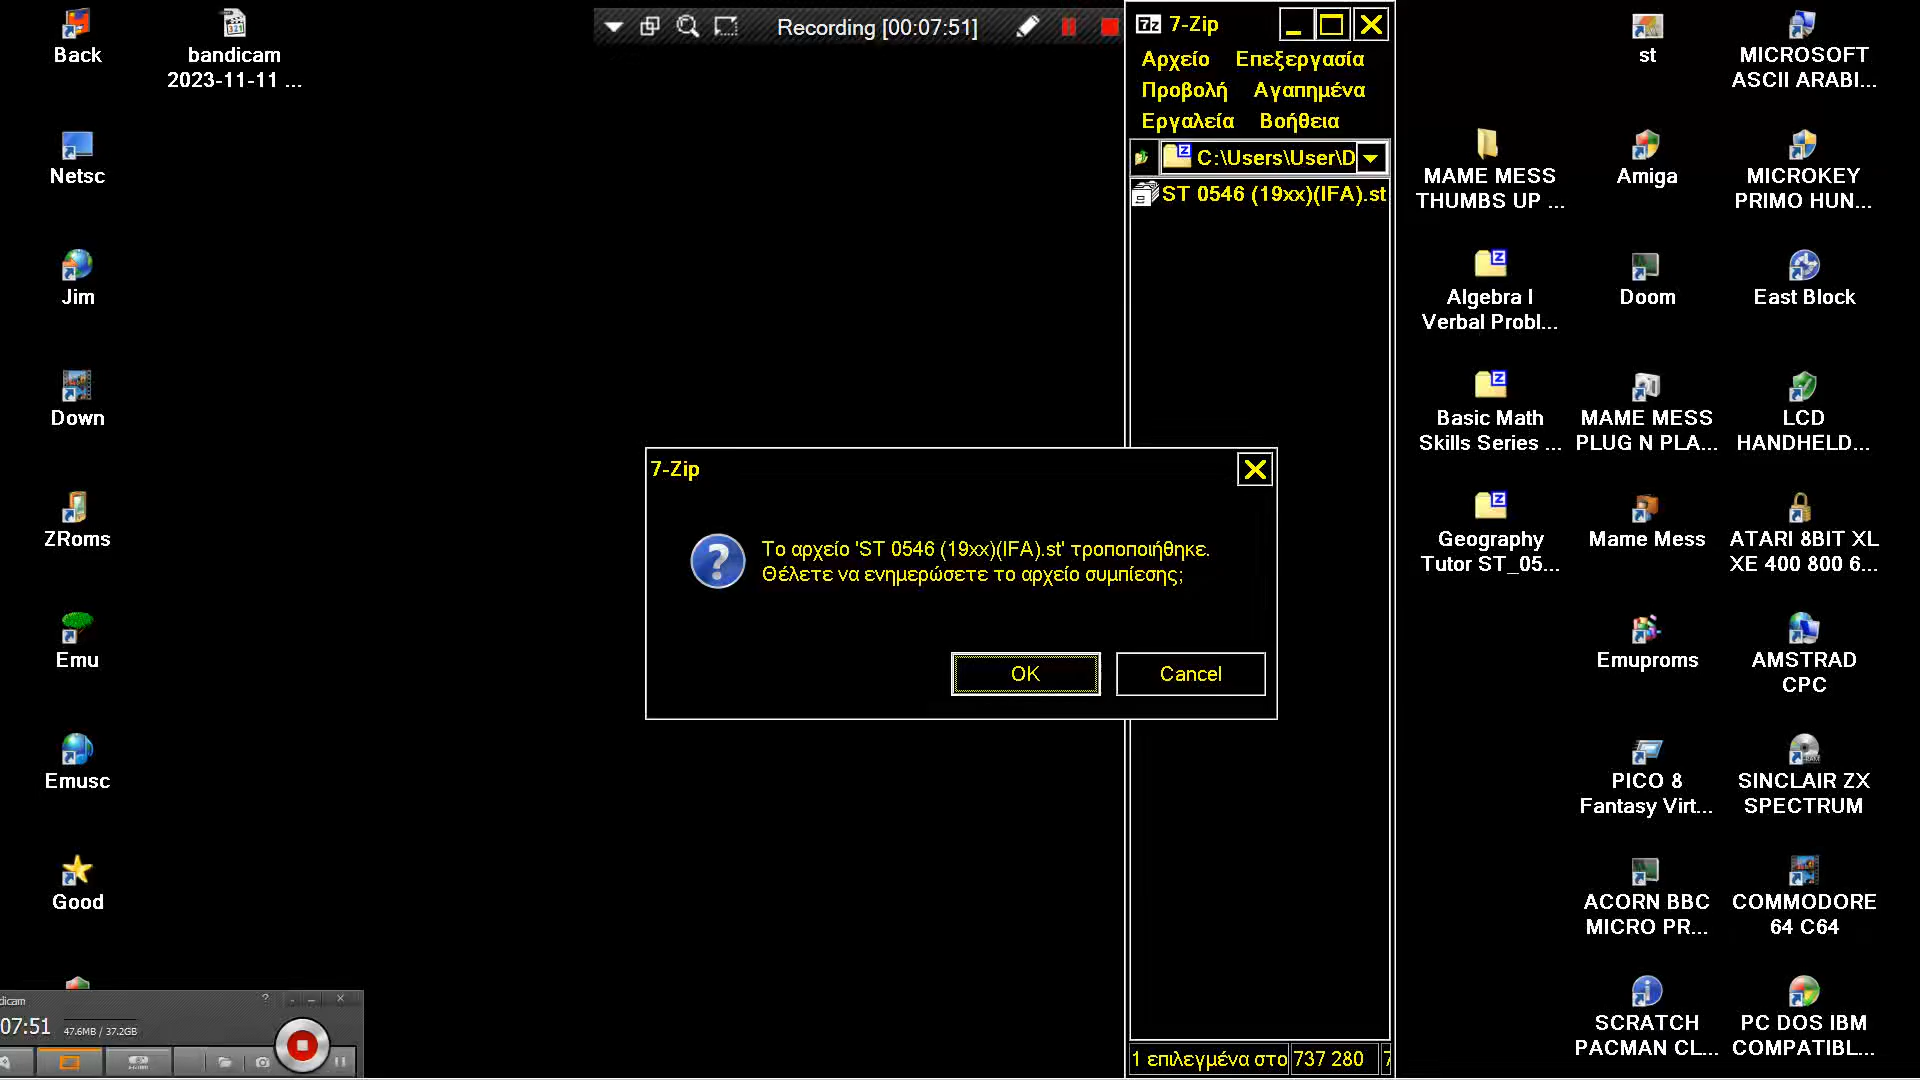 Back
bandicam
2023-11-11 ...
Netsc
Jim
Down
ZRoms
Emu
Emusc
Good
Recording [00:07:51]
7-Zip
Αρχείο Επεξεργασία
Προβολή Αγαπημένα
Εργαλεία Βοήθεια
C:\Users\User\D
ST 0546 (19xx)(IFA).st
7-Zip
Το αρχείο 'ST 0546 (19xx)(IFA).st' τροποποιήθηκε.
Θέλετε να ενημερώσετε το αρχείο συμπίεσης;
OK
Cancel
1 επιλεγμένα στο
737 280
7
st
MICROSOFT
ASCII ARABI...
MAME MESS
THUMBS UP ...
Amiga
MICROKEY
PRIMO HUN...
Algebra I
Verbal Probl...
Doom
East Block
Basic Math
Skills Series ...
MAME MESS
PLUG N PLA...
LCD
HANDHELD...
Geography
Tutor ST_05...
Mame Mess
ATARI 8BIT XL
XE 400 800 6...
Emuproms
AMSTRAD
CPC
PICO 8
Fantasy Virt...
SINCLAIR ZX
SPECTRUM
ACORN BBC
MICRO PR...
COMMODORE
64 C64
SCRATCH
PACMAN CL...
PC DOS IBM
COMPATIBL...
dicam
07:51
47.6MB / 37.2GB